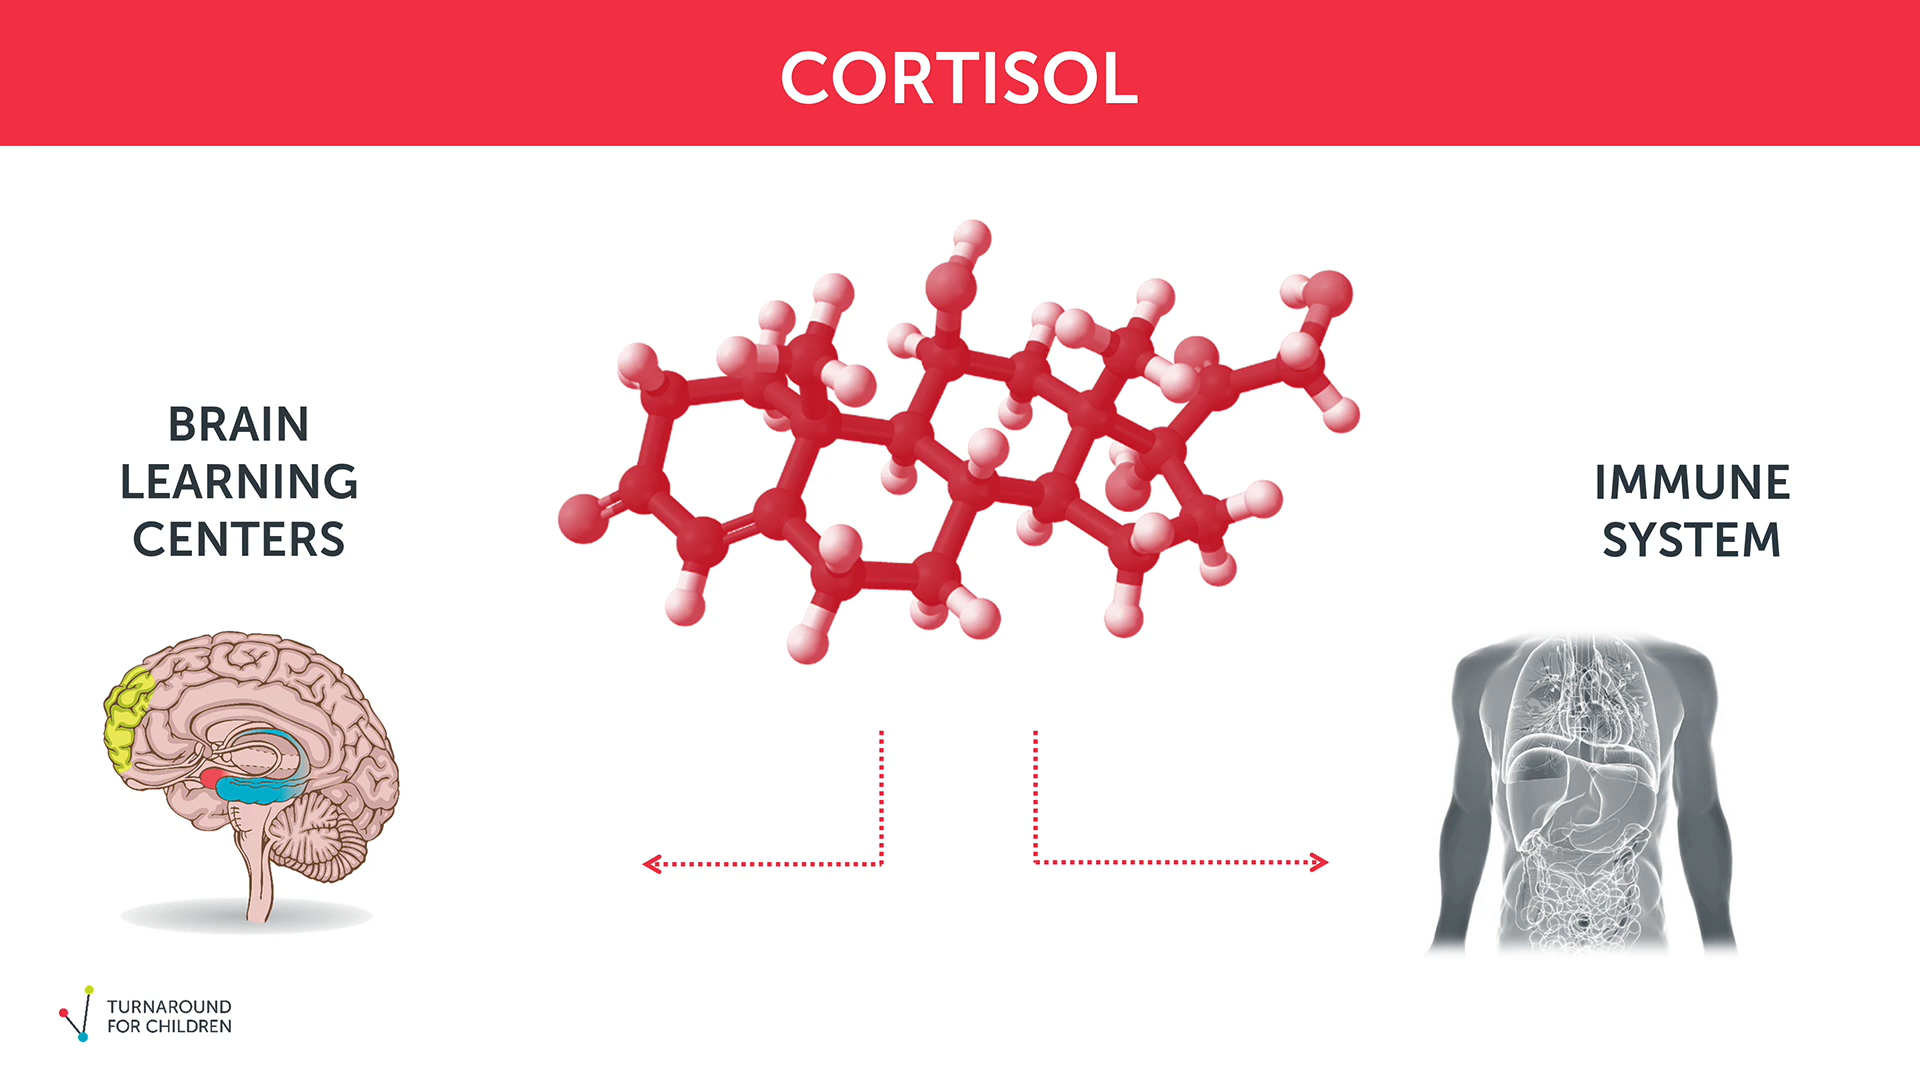 CORTISOL
BRAIN
LEARNING
CENTERS
IMMUNE
SYSTEM
TURNAROUND
FOR CHILDREN